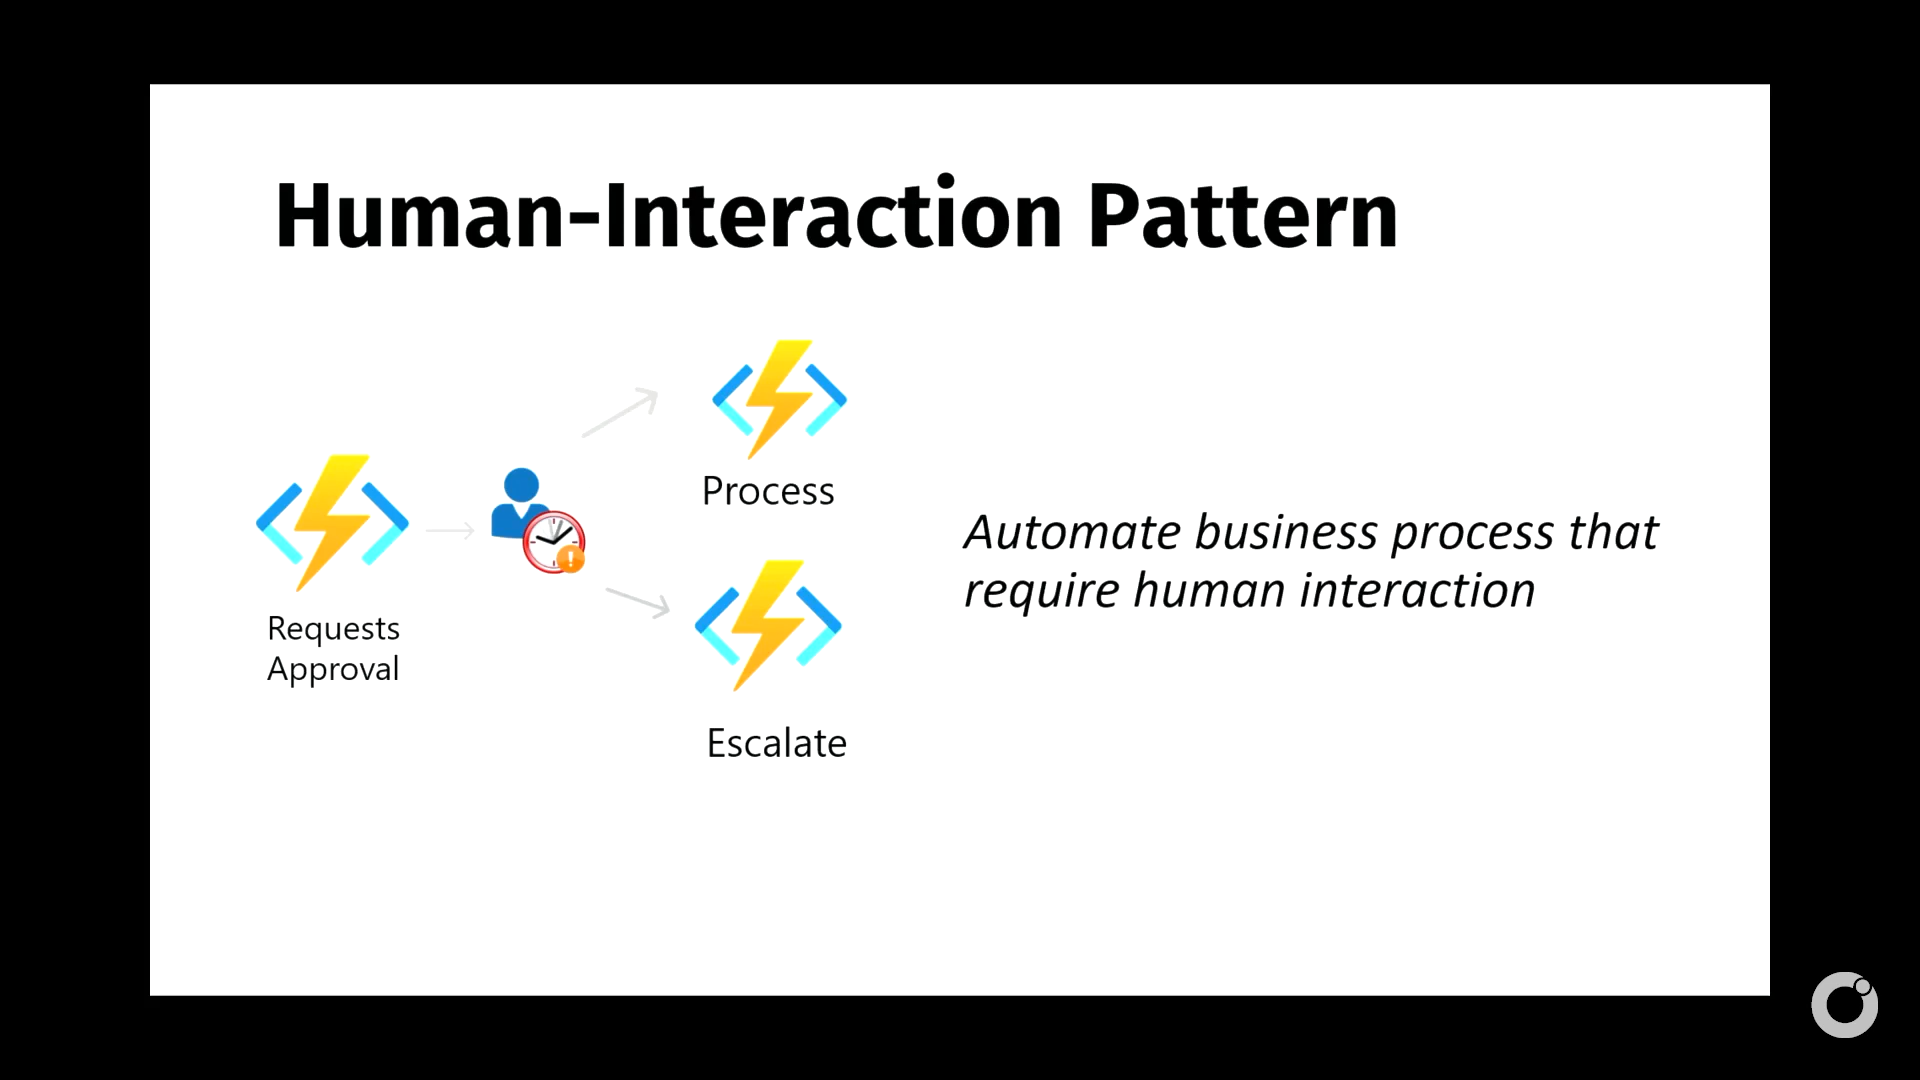 Human-Interaction Pattern
Process
Requests
Approval
Automate business process that
require human interaction
Escalate